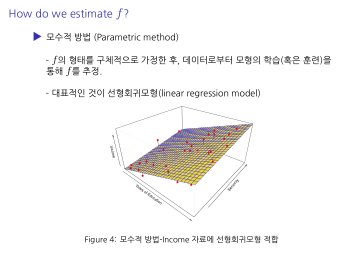 How do we estimate f?
▶ 모수적 방법 (Parametric method)
- f의 형태를 구체적으로 가정한 후, 데이터로부터 모형의 학습(혹은 훈련)을
통해 f를 추정.
- 대표적인 것이 선형회귀모형(linear regression model)
Income
Years of Education
Seniority
Figure 4: 모수적 방법-Income 자료에 선형회귀모형 적합